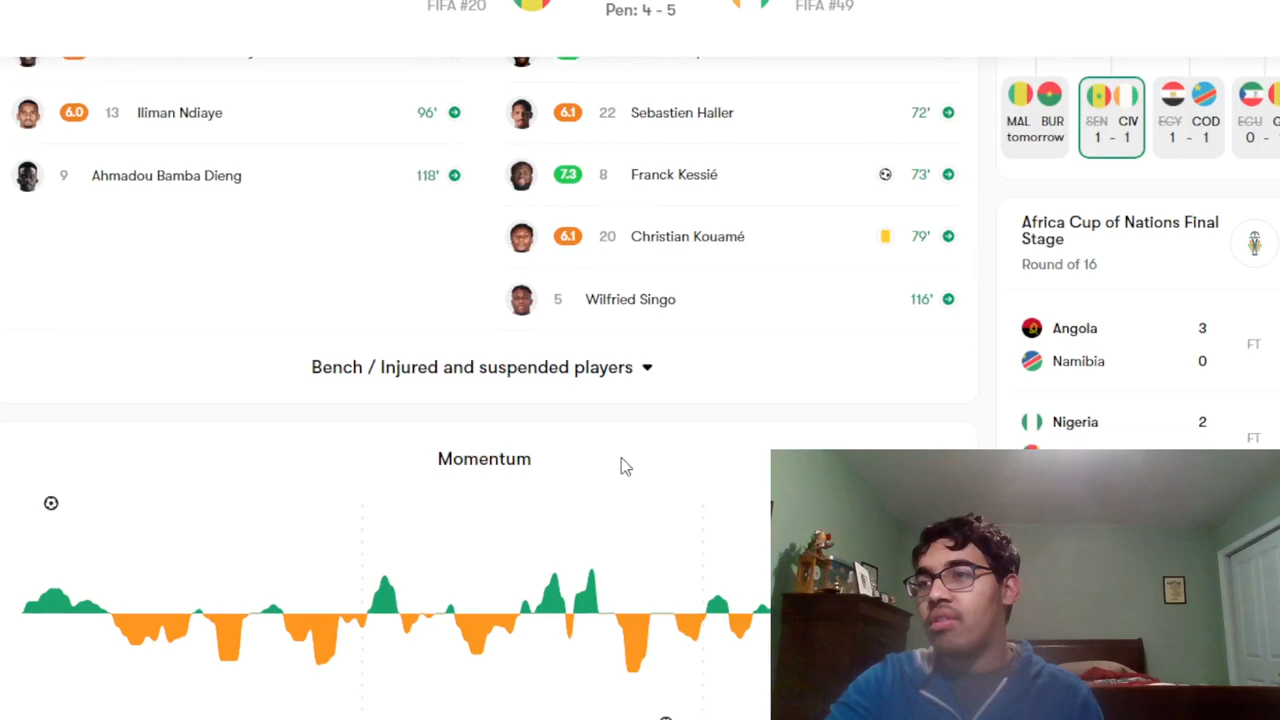 FIFA #20
Pen: 4 - 5
FIFA #49
6.0 13 Iliman Ndiaye 96'
9 Ahmadou Bamba Dieng 118'
6.1 22 Sebastien Haller 72'
7.3 8 Franck Kessié 73'
6.1 20 Christian Kouamé 79'
5 Wilfried Singo 116'
Bench / Injured and suspended players
Momentum
MAL BUR
tomorrow
SEN CIV
1 - 1
EGY COD
1 - 1
EGU
0 -
Africa Cup of Nations Final
Stage
Round of 16
Angola 3
FT
Namibia 0
Nigeria 2
FT